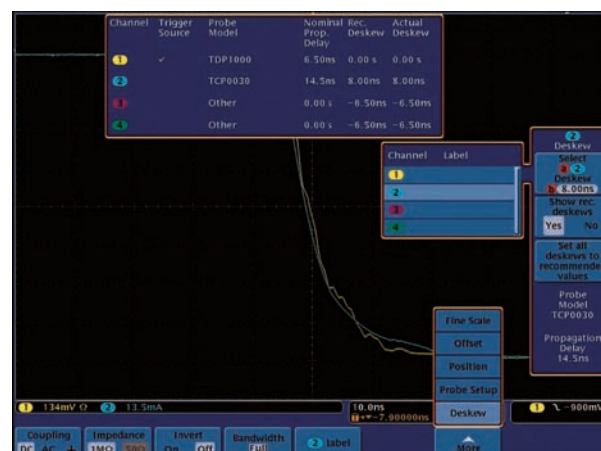 Channel Trigger Source Probe Model Nominal Prop. Delay Rec. Deskew Actual Deskew
1 ✓ TDP1000 6.50ns 0.00 s 0.00 s
2 TCP0030 14.5ns 8.00ns 8.00ns
3 Other 0.00 s −6.50ns −6.50ns
4 Other 0.00 s −6.50ns −6.50ns
Channel Label
1
2
3
4
2
Deskew
Select
a 2
Deskew
b 8.00ns
Show rec.
deskews
Yes No
Set all
deskews to
recommended
values
Probe
Model
TCP0030
Propagation
Delay
14.5ns
Fine Scale
Offset
Position
Probe Setup
Deskew
More
1 134mV Ω 2 13.5mA
10.0ns
−7.90000ns
1 −900mV
Coupling
DC AC
Impedance
1MΩ 50Ω
Invert
On Off
Bandwidth
Full
2 label